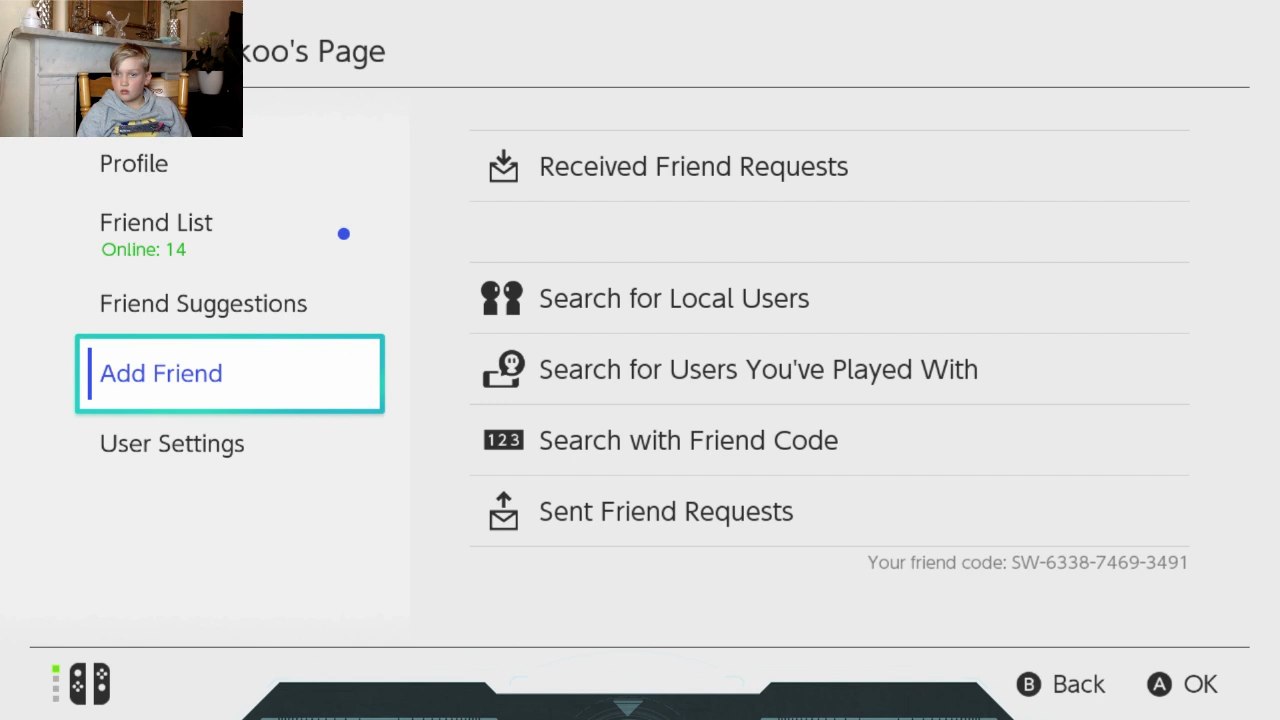 koo's Page
Profile
Friend List
Online: 14
Friend Suggestions
Add Friend
User Settings
Received Friend Requests
Search for Local Users
Search for Users You've Played With
123 Search with Friend Code
Sent Friend Requests
Your friend code: SW-6338-7469-3491
B Back
A OK